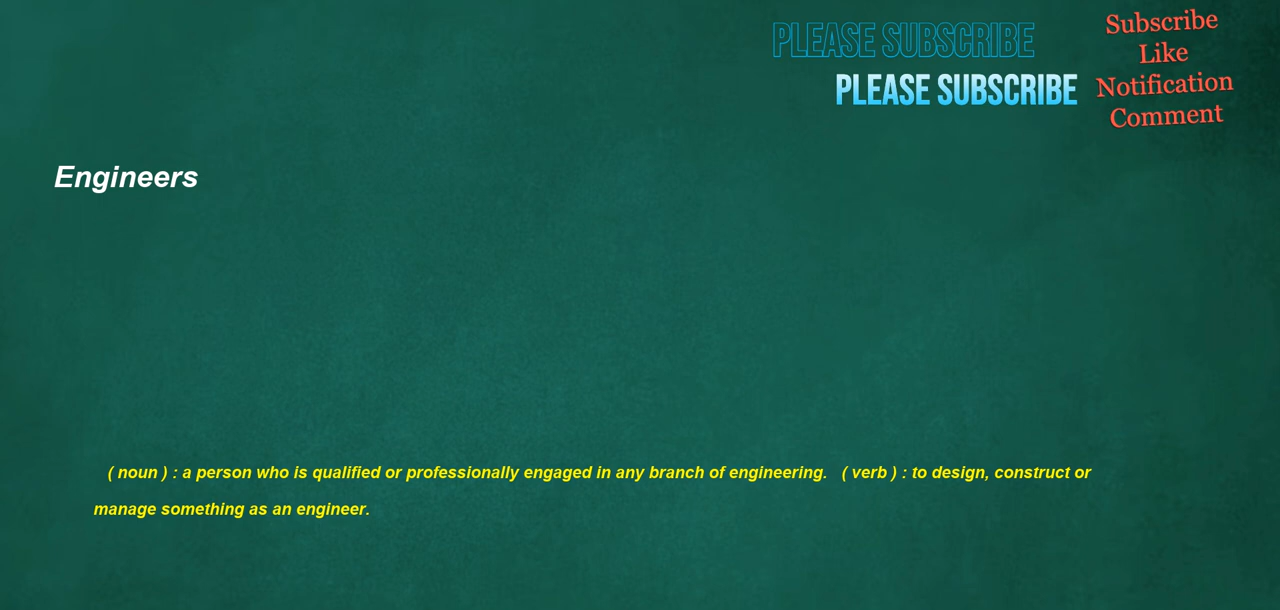 PLEASE SUBSCRIBE
PLEASE SUBSCRIBE
Subscribe
Like
Notification
Comment
Engineers
( noun ) : a person who is qualified or professionally engaged in any branch of engineering. ( verb ) : to design, construct or
manage something as an engineer.